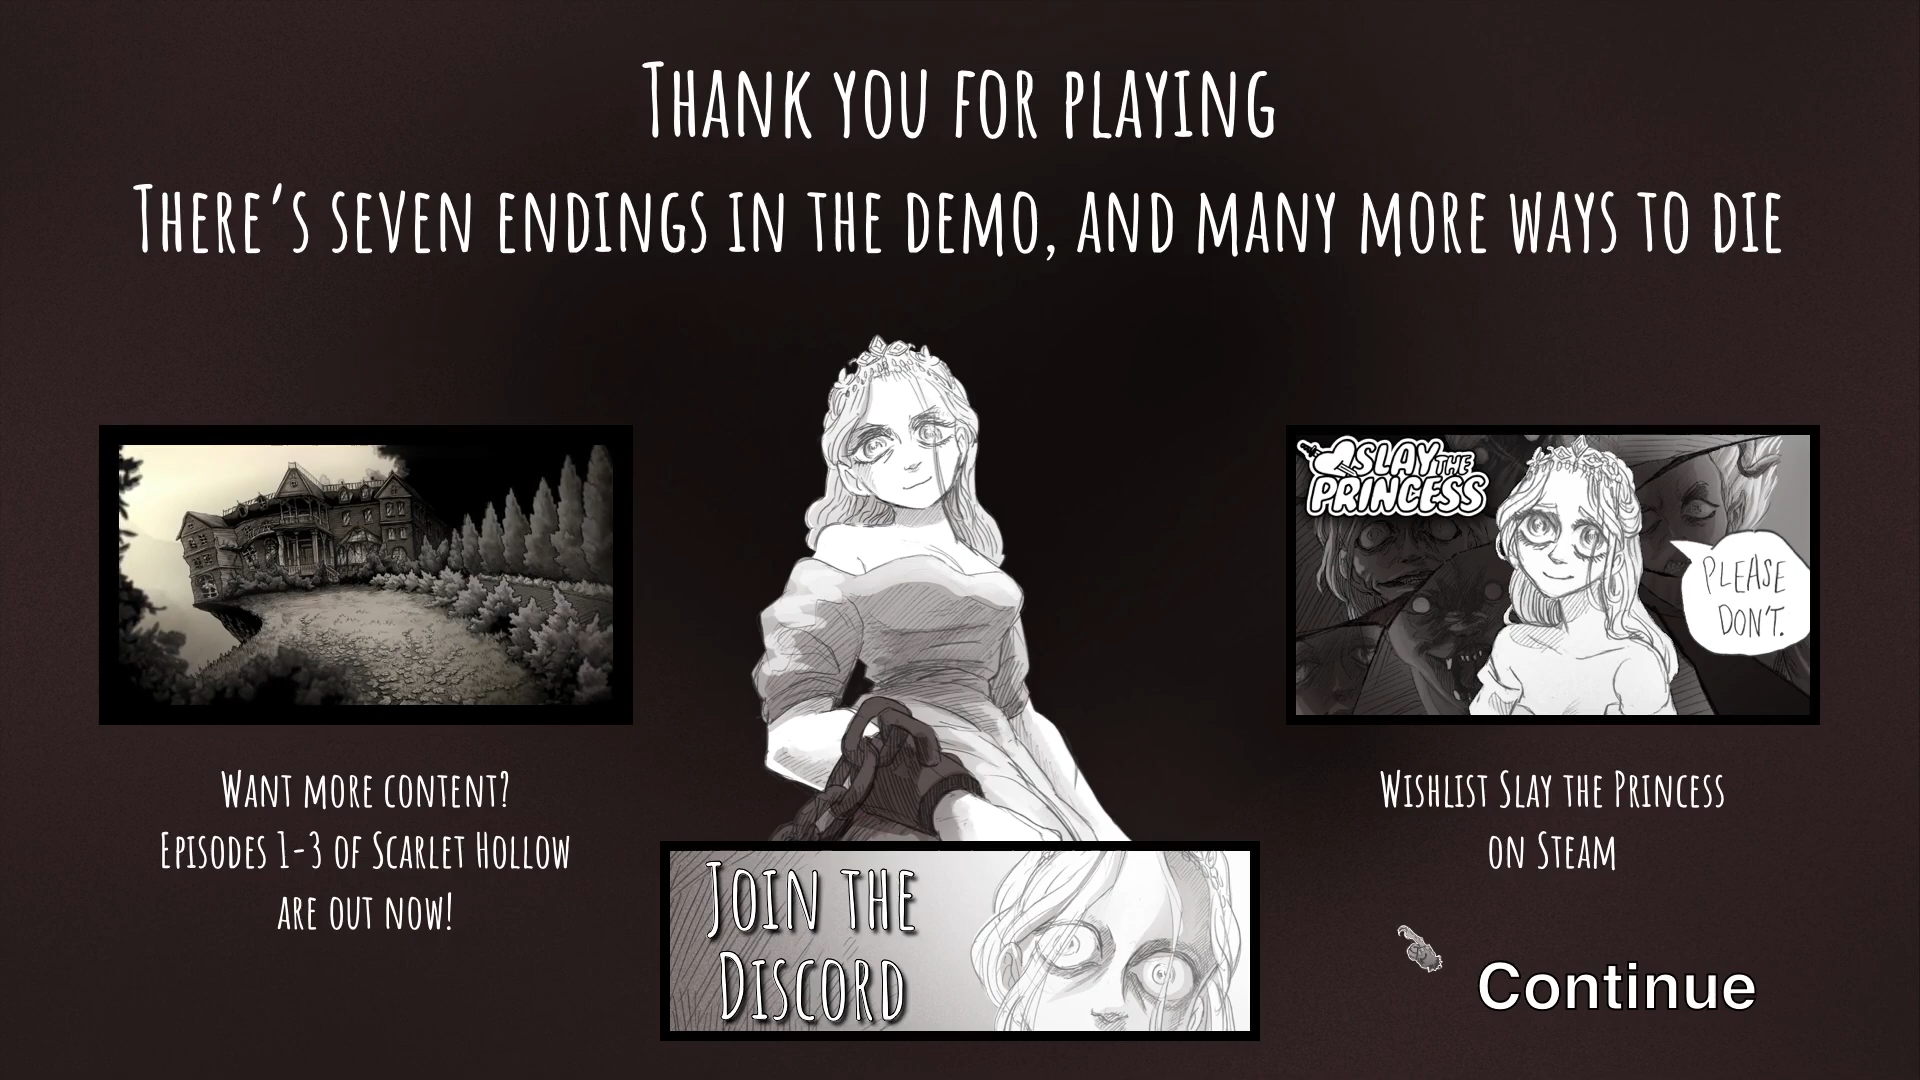 Thank you for playing
There's seven endings in the demo, and many more ways to die
SLAY THE
PRINCESS
PLEASE
DON'T.
Want more content?
Episodes 1-3 of Scarlet Hollow
are out now!
Wishlist Slay the Princess
on Steam
Join the
Discord
Continue